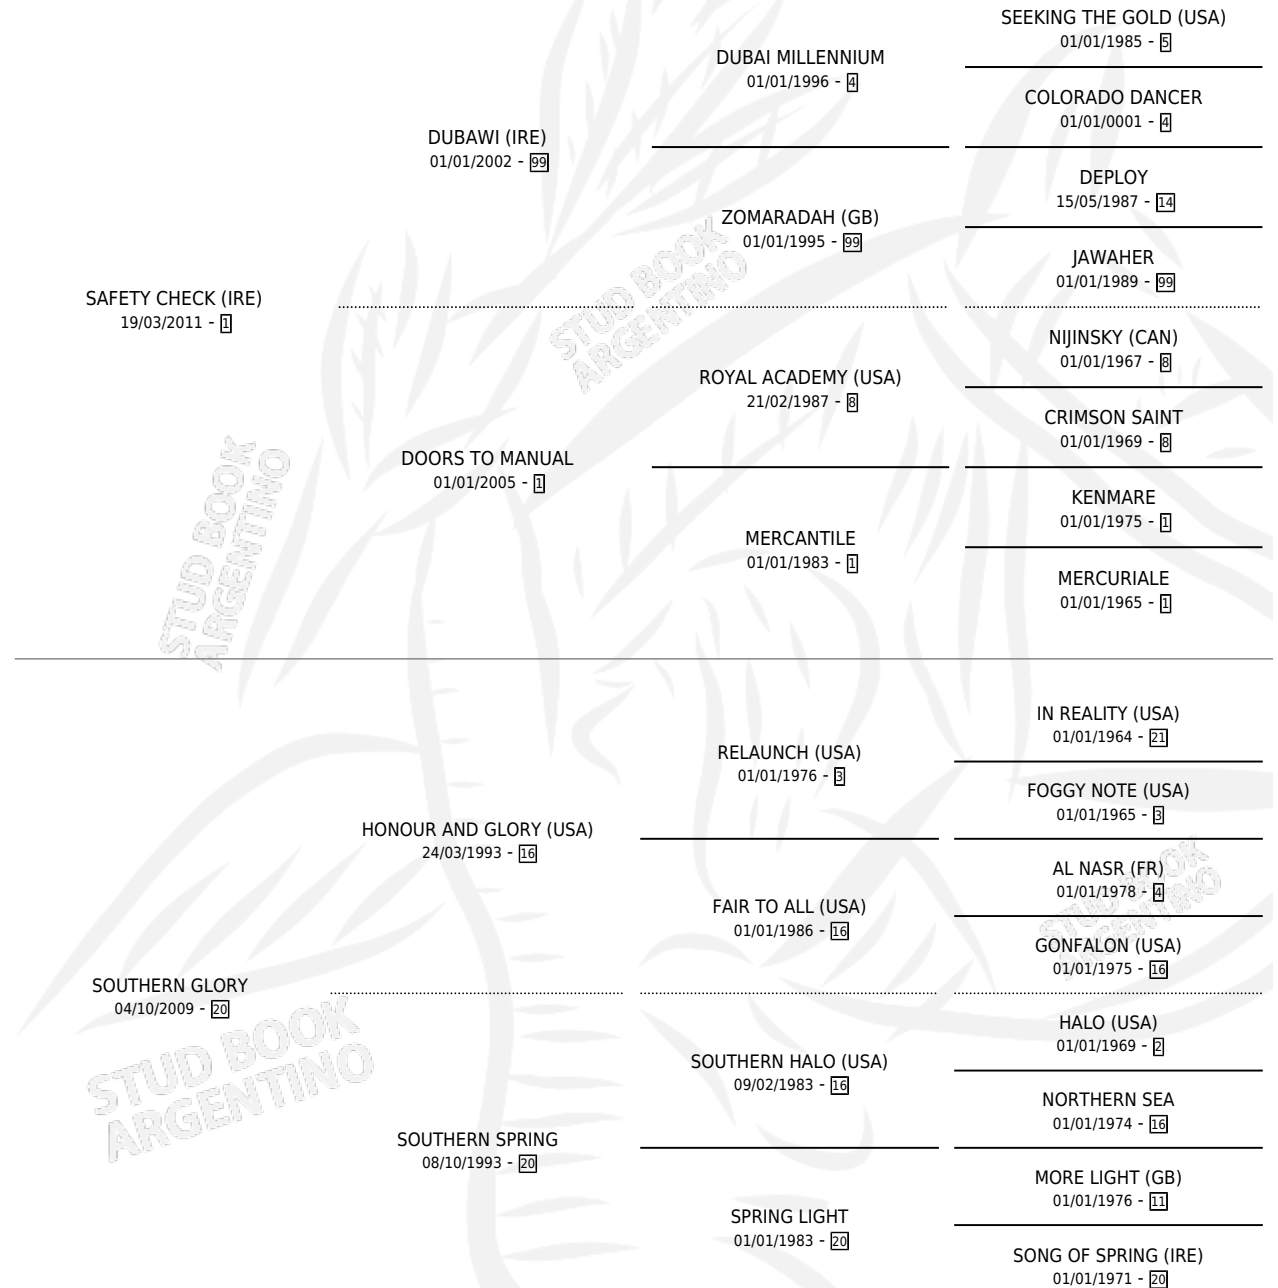 SEEKING THE GOLD (USA)
01/01/1985 - 5
DUBAI MILLENNIUM
01/01/1996 - 4
COLORADO DANCER
01/01/0001 - 4
DUBAWI (IRE)
01/01/2002 - 99
DEPLOY
15/05/1987 - 14
ZOMARADAH (GB)
01/01/1995 - 99
JAWAHER
01/01/1989 - 99
SAFETY CHECK (IRE)
19/03/2011 - 1
STUD BOOK
ARGENTINO
NIJINSKY (CAN)
01/01/1967 - 8
ROYAL ACADEMY (USA)
21/02/1987 - 8
CRIMSON SAINT
01/01/1969 - 8
DOORS TO MANUAL
01/01/2005 - 1
KENMARE
01/01/1975 - 1
MERCANTILE
01/01/1983 - 1
MERCURIALE
01/01/1965 - 1
STUD BOOK
ARGENTINO
IN REALITY (USA)
01/01/1964 - 21
RELAUNCH (USA)
01/01/1976 - 3
FOGGY NOTE (USA)
01/01/1965 - 3
HONOUR AND GLORY (USA)
24/03/1993 - 16
AL NASR (FR)
01/01/1978 - 4
FAIR TO ALL (USA)
01/01/1986 - 16
STUD BOOK
ARGENTINO
GONFALON (USA)
01/01/1975 - 16
SOUTHERN GLORY
04/10/2009 - 20
HALO (USA)
01/01/1969 - 2
SOUTHERN HALO (USA)
09/02/1983 - 16
STUD BOOK
ARGENTINO
NORTHERN SEA
01/01/1974 - 16
SOUTHERN SPRING
08/10/1993 - 20
MORE LIGHT (GB)
01/01/1976 - 11
SPRING LIGHT
01/01/1983 - 20
SONG OF SPRING (IRE)
01/01/1971 - 20